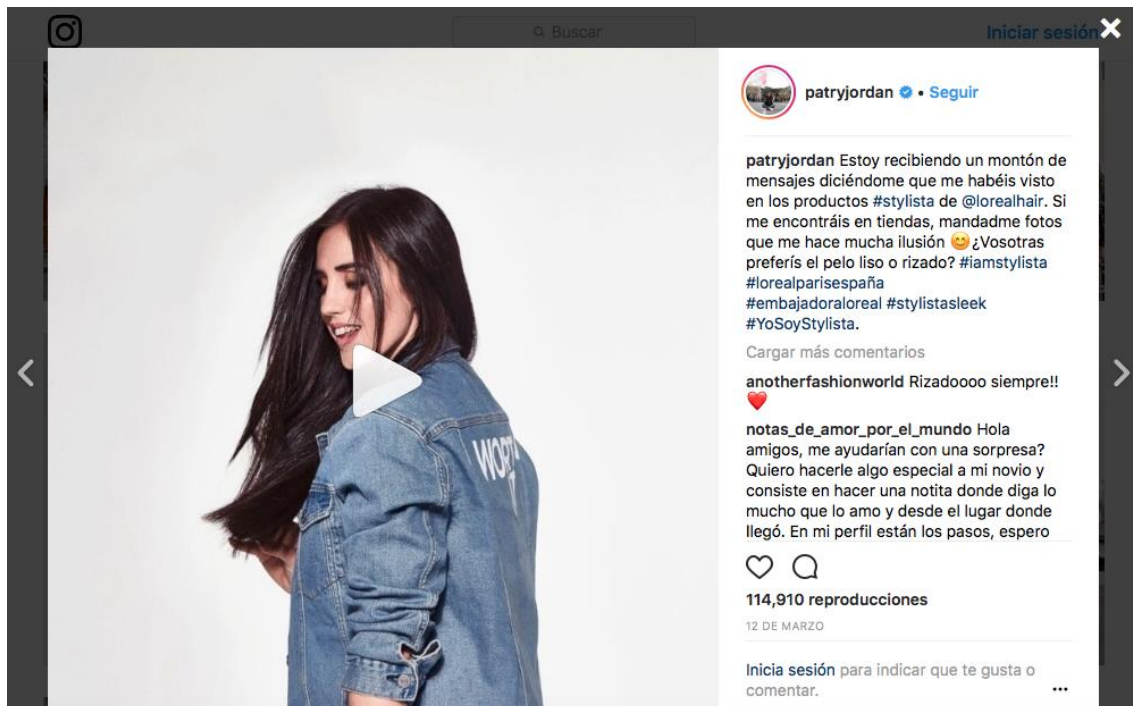 Buscar
Iniciar sesión
patryjordan • Seguir
patryjordan Estoy recibiendo un montón de
mensajes diciéndome que me habéis visto
en los productos #stylista de @lorealhair. Si
me encontráis en tiendas, mandadme fotos
que me hace mucha ilusión 😊¿Vosotras
preferís el pelo liso o rizado? #iamstylista
#lorealparisespaña
#embajadoraloreal #stylistasleek
#YoSoyStylista.
Cargar más comentarios
anotherfashionworld Rizadoooo siempre!!
❤️
notas_de_amor_por_el_mundo Hola
amigos, me ayudarían con una sorpresa?
Quiero hacerle algo especial a mi novio y
consiste en hacer una notita donde diga lo
mucho que lo amo y desde el lugar donde
llegó. En mi perfil están los pasos, espero
114,910 reproducciones
12 DE MARZO
Inicia sesión para indicar que te gusta o
comentar.